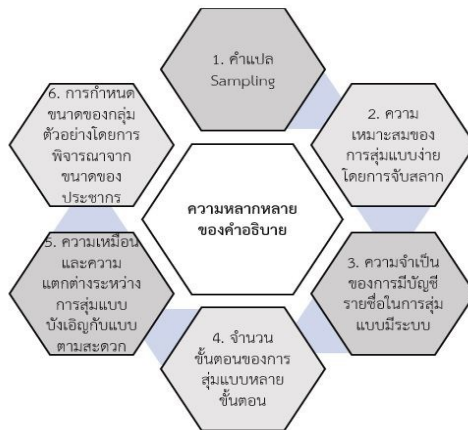 1. คำแปล
Sampling
2. ความ
เหมาะสมของ
การสุ่มแบบง่าย
โดยการจับสลาก
3. ความจำเป็น
ของการมีบัญชี
รายชื่อในการสุ่ม
แบบมีระบบ
4. จำนวน
ขั้นตอนของการ
สุ่มแบบหลาย
ขั้นตอน
5. ความเหมือน
และความ
แตกต่างระหว่าง
การสุ่มแบบ
บังเอิญกับแบบ
ตามสะดวก
6. การกำหนด
ขนาดของกลุ่ม
ตัวอย่างโดยการ
พิจารณาจาก
ขนาดของ
ประชากร
ความหลากหลาย
ของคำอธิบาย